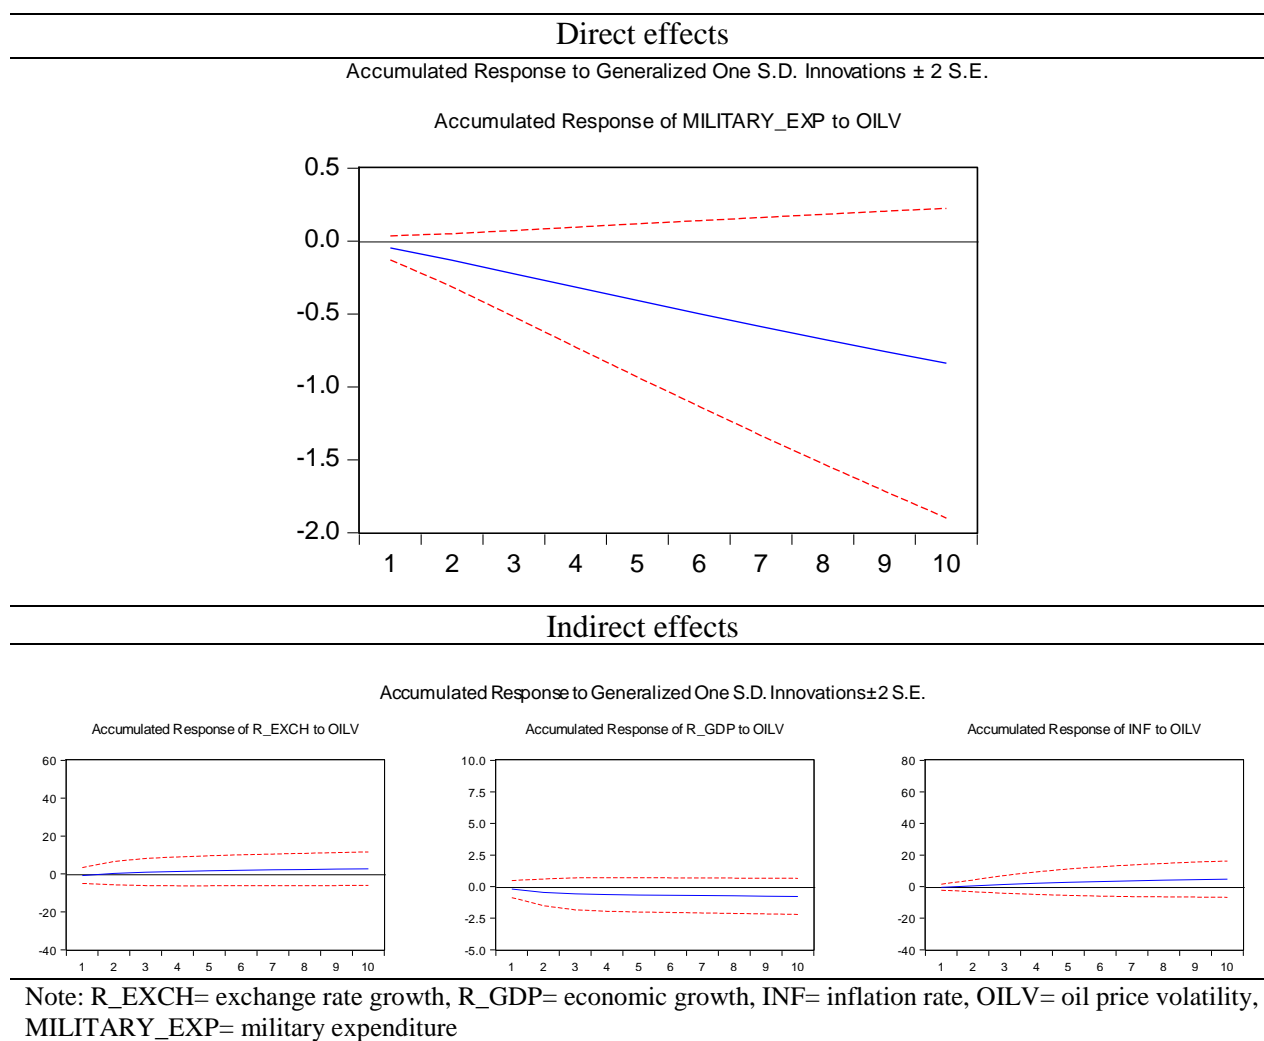 Direct effects
Accumulated Response to Generalized One S.D. Innovations ± 2 S.E.
Accumulated Response of MILITARY_EXP to OILV
0.5
0.0
-0.5
-1.0
-1.5
-2.0
1 2 3 4 5 6 7 8 9 10
Indirect effects
Accumulated Response to Generalized One S.D. Innovations ±2 S.E.
Accumulated Response of R_EXCH to OILV
60
40
20
0
-20
-40
1 2 3 4 5 6 7 8 9 10
Accumulated Response of R_GDP to OILV
10.0
7.5
5.0
2.5
0.0
-2.5
-5.0
1 2 3 4 5 6 7 8 9 10
Accumulated Response of INF to OILV
80
60
40
20
0
-20
-40
1 2 3 4 5 6 7 8 9 10
Note: R_EXCH= exchange rate growth, R_GDP= economic growth, INF= inflation rate, OILV= oil price volatility,
MILITARY_EXP= military expenditure